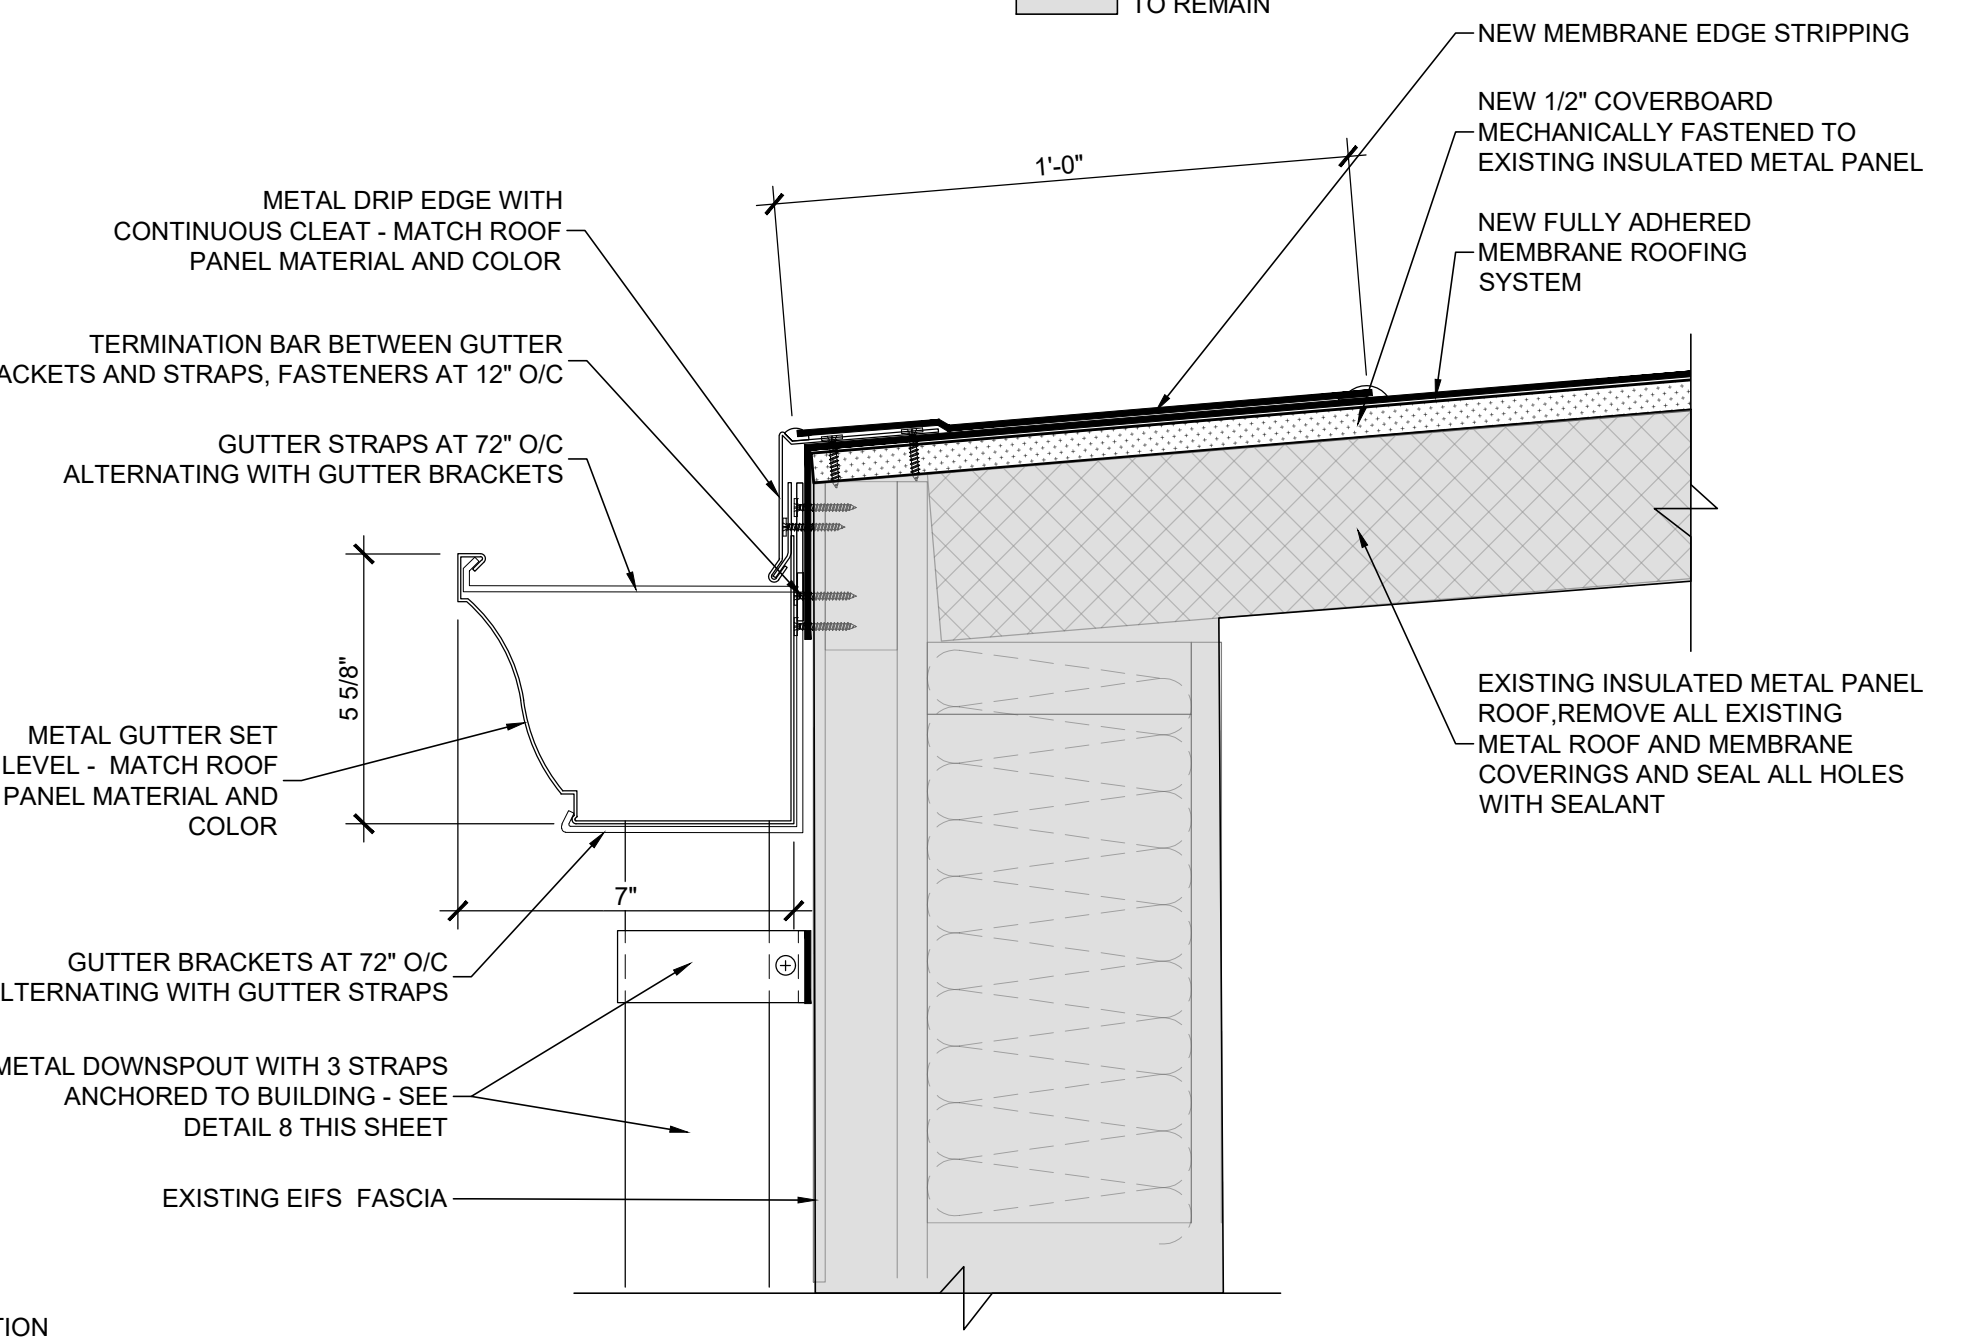 TO REMAIN
NEW MEMBRANE EDGE STRIPPING
NEW 1/2" COVERBOARD
MECHANICALLY FASTENED TO
EXISTING INSULATED METAL PANEL
NEW FULLY ADHERED
MEMBRANE ROOFING
SYSTEM
1'-0"
METAL DRIP EDGE WITH
CONTINUOUS CLEAT - MATCH ROOF
PANEL MATERIAL AND COLOR
TERMINATION BAR BETWEEN GUTTER
ACKETS AND STRAPS, FASTENERS AT 12" O/C
GUTTER STRAPS AT 72" O/C
ALTERNATING WITH GUTTER BRACKETS
5 5/8"
METAL GUTTER SET
LEVEL -  MATCH ROOF
PANEL MATERIAL AND
COLOR
7"
EXISTING INSULATED METAL PANEL
ROOF,REMOVE ALL EXISTING
METAL ROOF AND MEMBRANE
COVERINGS AND SEAL ALL HOLES
WITH SEALANT
GUTTER BRACKETS AT 72" O/C
LTERNATING WITH GUTTER STRAPS
METAL DOWNSPOUT WITH 3 STRAPS
ANCHORED TO BUILDING - SEE
DETAIL 8 THIS SHEET
EXISTING EIFS  FASCIA
TION